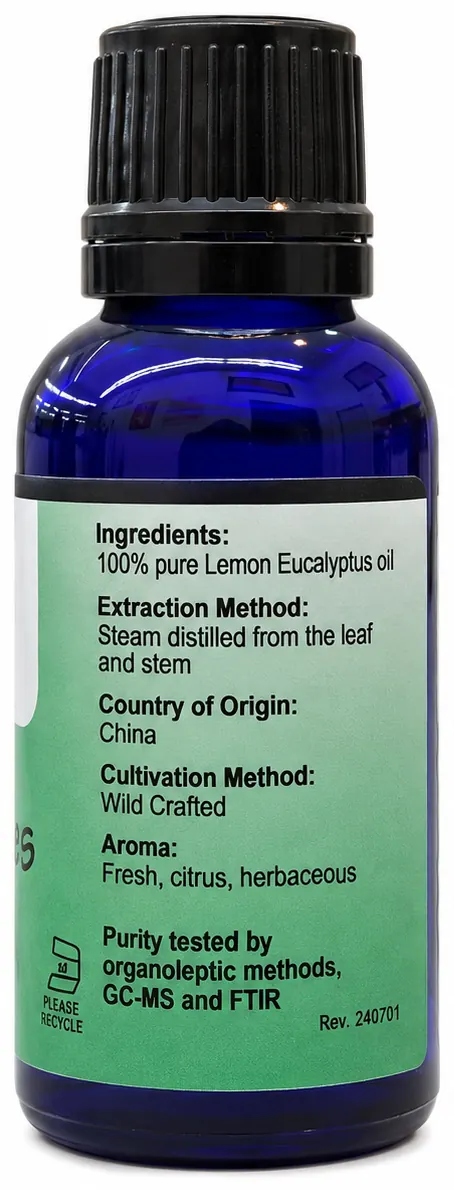 Ingredients:
100% pure Lemon Eucalyptus oil
Extraction Method:
Steam distilled from the leaf
and stem
Country of Origin:
China
Cultivation Method:
Wild Crafted
Aroma:
Fresh, citrus, herbaceous
Purity tested by
organoleptic methods,
GC-MS and FTIR
PLEASE
RECYCLE
Rev. 240701